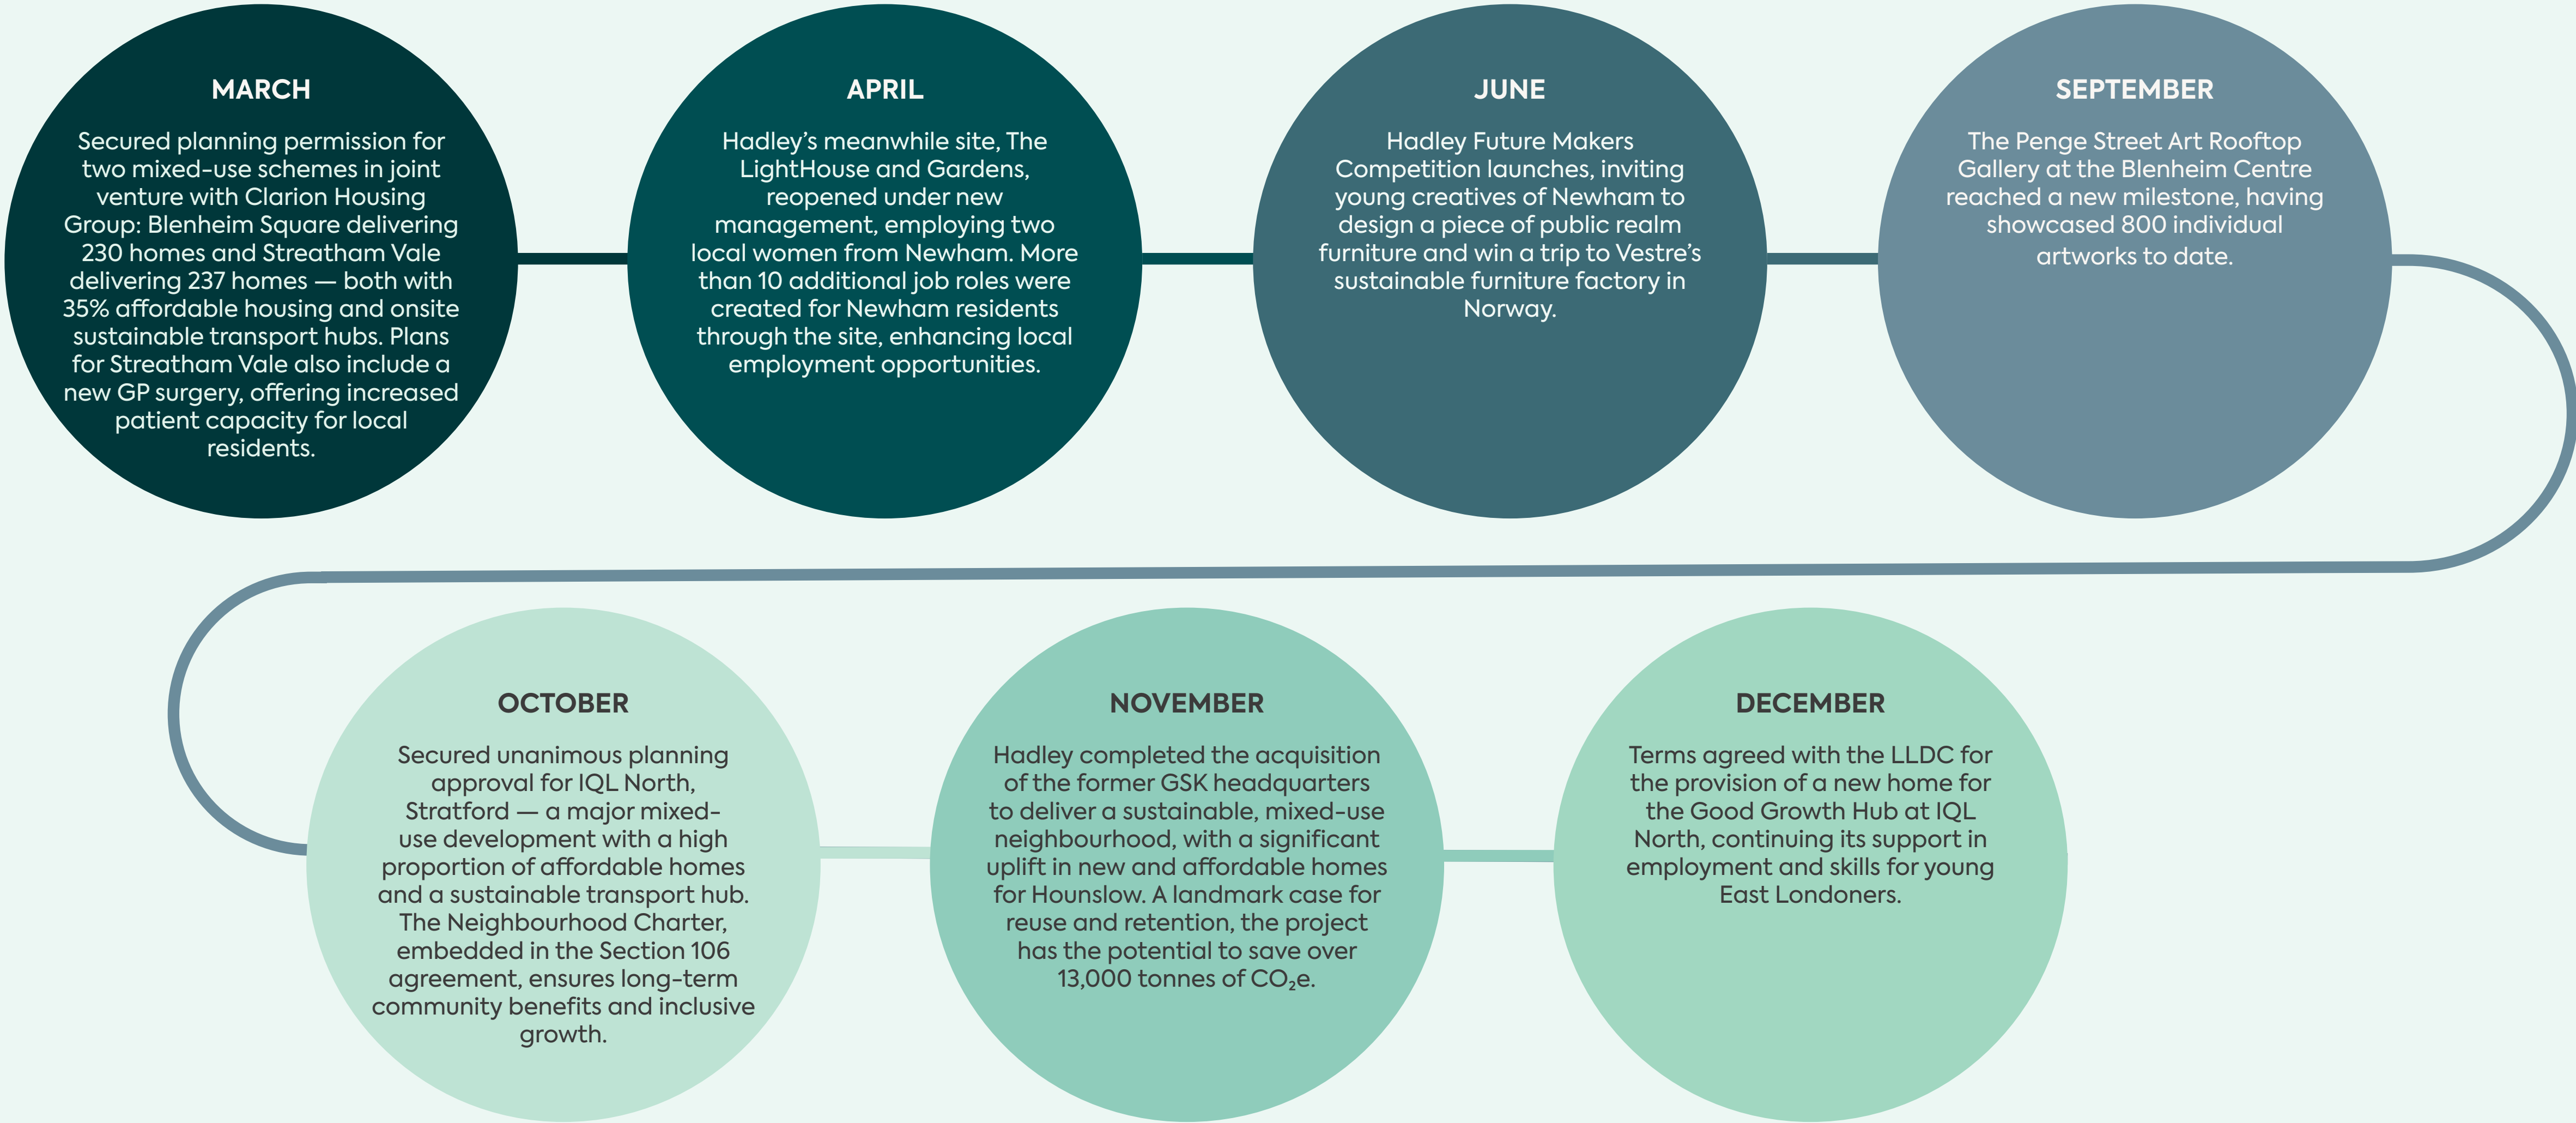 MARCH
Secured planning permission for
two mixed-use schemes in joint
venture with Clarion Housing
Group: Blenheim Square delivering
230 homes and Streatham Vale
delivering 237 homes — both with
35% affordable housing and onsite
sustainable transport hubs. Plans
for Streatham Vale also include a
new GP surgery, offering increased
patient capacity for local
residents.
APRIL
Hadley’s meanwhile site, The
LightHouse and Gardens,
reopened under new
management, employing two
local women from Newham. More
than 10 additional job roles were
created for Newham residents
through the site, enhancing local
employment opportunities.
JUNE
Hadley Future Makers
Competition launches, inviting
young creatives of Newham to
design a piece of public realm
furniture and win a trip to Vestre’s
sustainable furniture factory in
Norway.
SEPTEMBER
The Penge Street Art Rooftop
Gallery at the Blenheim Centre
reached a new milestone, having
showcased 800 individual
artworks to date.
OCTOBER
Secured unanimous planning
approval for IQL North,
Stratford — a major mixed-
use development with a high
proportion of affordable homes
and a sustainable transport hub.
The Neighbourhood Charter,
embedded in the Section 106
agreement, ensures long-term
community benefits and inclusive
growth.
NOVEMBER
Hadley completed the acquisition
of the former GSK headquarters
to deliver a sustainable, mixed-use
neighbourhood, with a significant
uplift in new and affordable homes
for Hounslow. A landmark case for
reuse and retention, the project
has the potential to save over
13,000 tonnes of CO₂e.
DECEMBER
Terms agreed with the LLDC for
the provision of a new home for
the Good Growth Hub at IQL
North, continuing its support in
employment and skills for young
East Londoners.